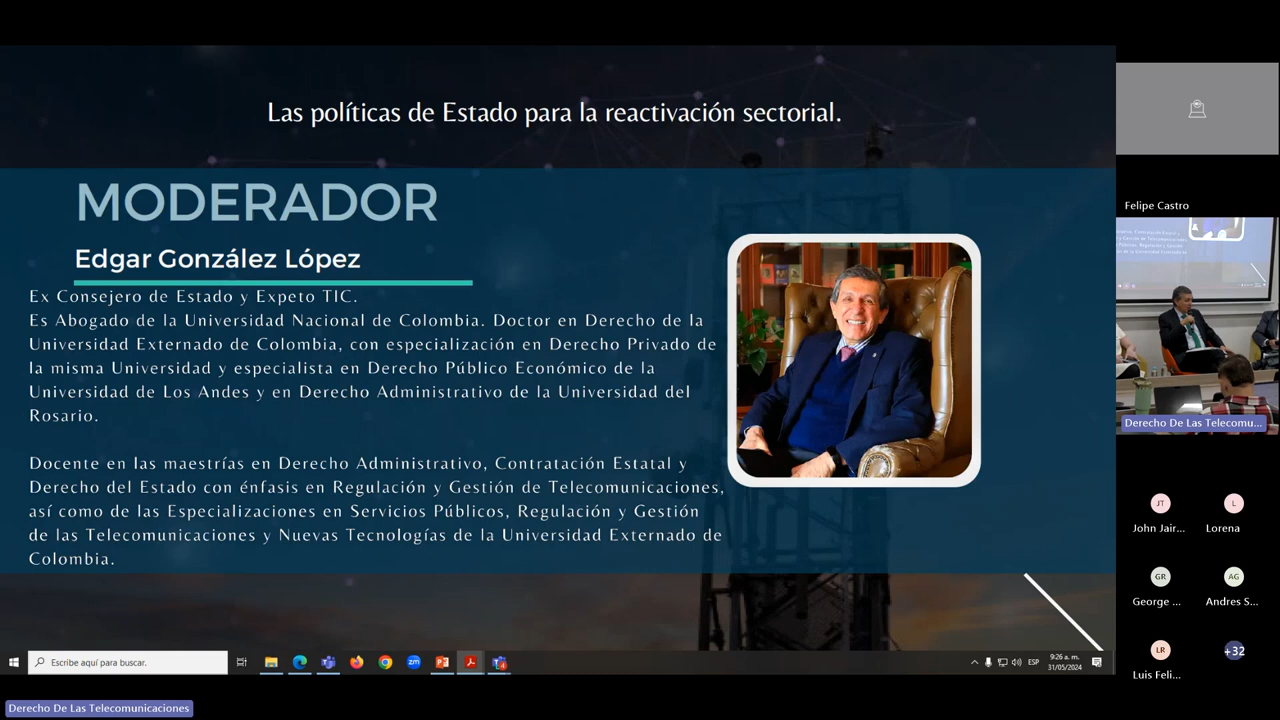 Las políticas de Estado para la reactivación sectorial.
MODERADOR
Edgar González López
Ex Consejero de Estado y Expeto TIC.
Es Abogado de la Universidad Nacional de Colombia. Doctor en Derecho de la
Universidad Externado de Colombia, con especialización en Derecho Privado de
la misma Universidad y especialista en Derecho Público Económico de la
Universidad de Los Andes y en Derecho Administrativo de la Universidad del
Rosario.
Docente en las maestrías en Derecho Administrativo, Contratación Estatal y
Derecho del Estado con énfasis en Regulación y Gestión de Telecomunicaciones,
así como de las Especializaciones en Servicios Públicos, Regulación y Gestión
de las Telecomunicaciones y Nuevas Tecnologías de la Universidad Externado de
Colombia.
Escribe aquí para buscar.
zm
ESP
9:26 a. m.
31/05/2024
Derecho De Las Telecomunicaciones
Felipe Castro
Derecho De Las Telecomu...
JT
L
John Jair...
Lorena
GR
AG
George ...
Andres S...
LR
+32
Luis Feli...